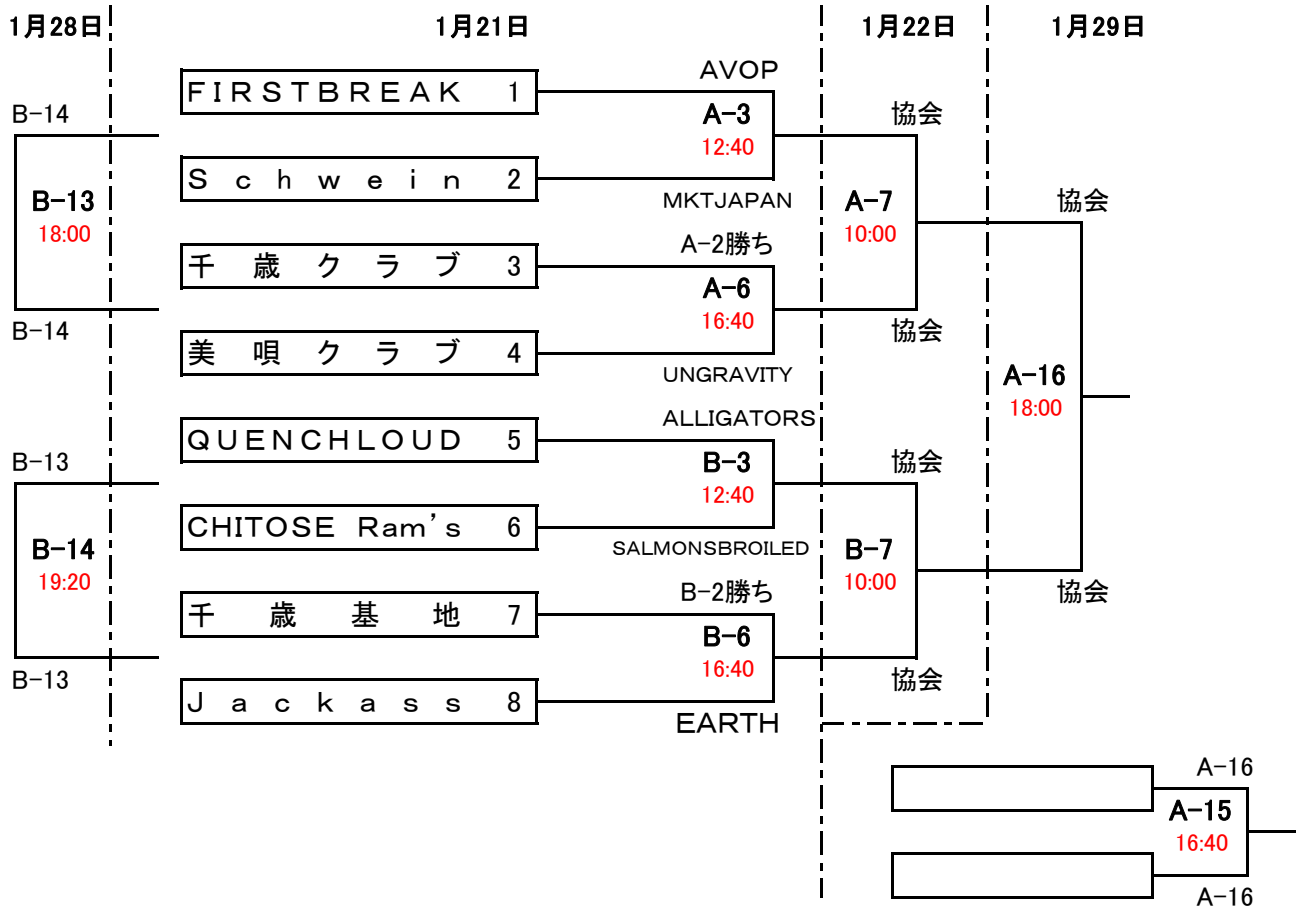 1月28日 1月21日 1月22日 1月29日
AVOP
FIRSTBREAK 1
B-14 A-3 協会
12:40
Schwein 2
B-13 MKTJAPAN A-7 協会
18:00 10:00
A-2勝ち
千歳クラブ 3
A-6
16:40
B-14 協会
美唄クラブ 4
UNGRAVITY A-16
18:00
ALLIGATORS
QUENCHLOUD 5
B-13 B-3 協会
12:40
CHITOSE Ram's 6
B-14 SALMONSBROILED B-7
19:20 10:00
B-2勝ち 協会
千歳基地 7
B-6
16:40
B-13 協会
Jackass 8
EARTH
A-16
A-15
16:40
A-16